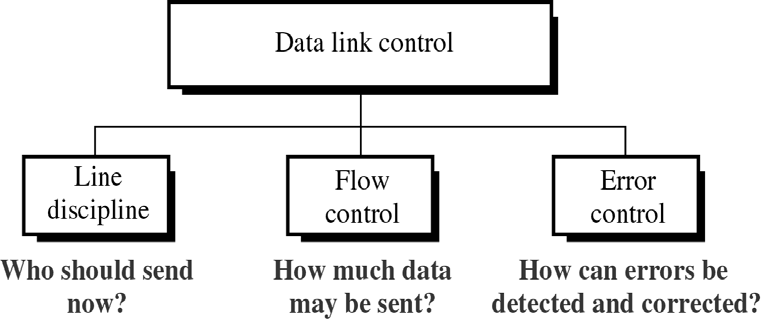 Data link control
Line
discipline
Flow
control
Error
control
Who should send
now?
How much data
may be sent?
How can errors be
detected and corrected?